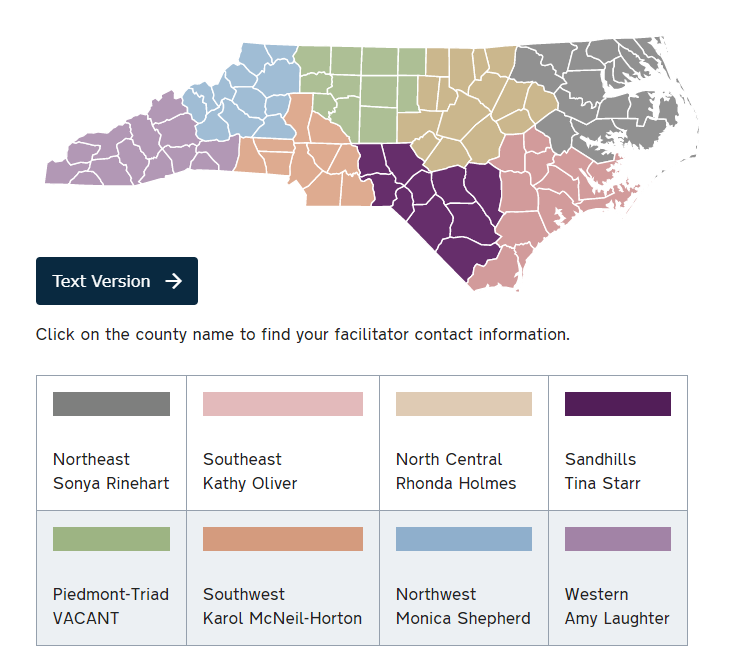 Text Version
Click on the county name to find your facilitator contact information.
Northeast
Sonya Rinehart
Southeast
Kathy Oliver
North Central
Rhonda Holmes
Sandhills
Tina Starr
Piedmont-Triad
VACANT
Southwest
Karol McNeil-Horton
Northwest
Monica Shepherd
Western
Amy Laughter